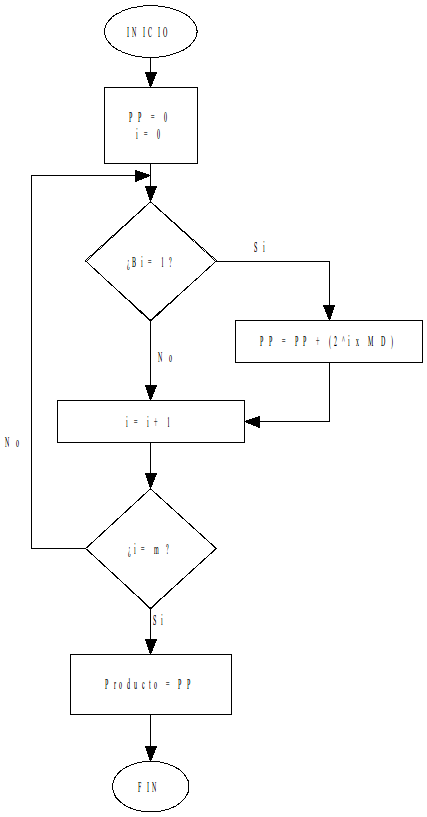 INICIO
PP = 0
i = 0
¿Bi = 1?
Si
PP = PP + (2^i x MD)
No
i = i + 1
No
¿i = m?
Si
Producto = PP
FIN